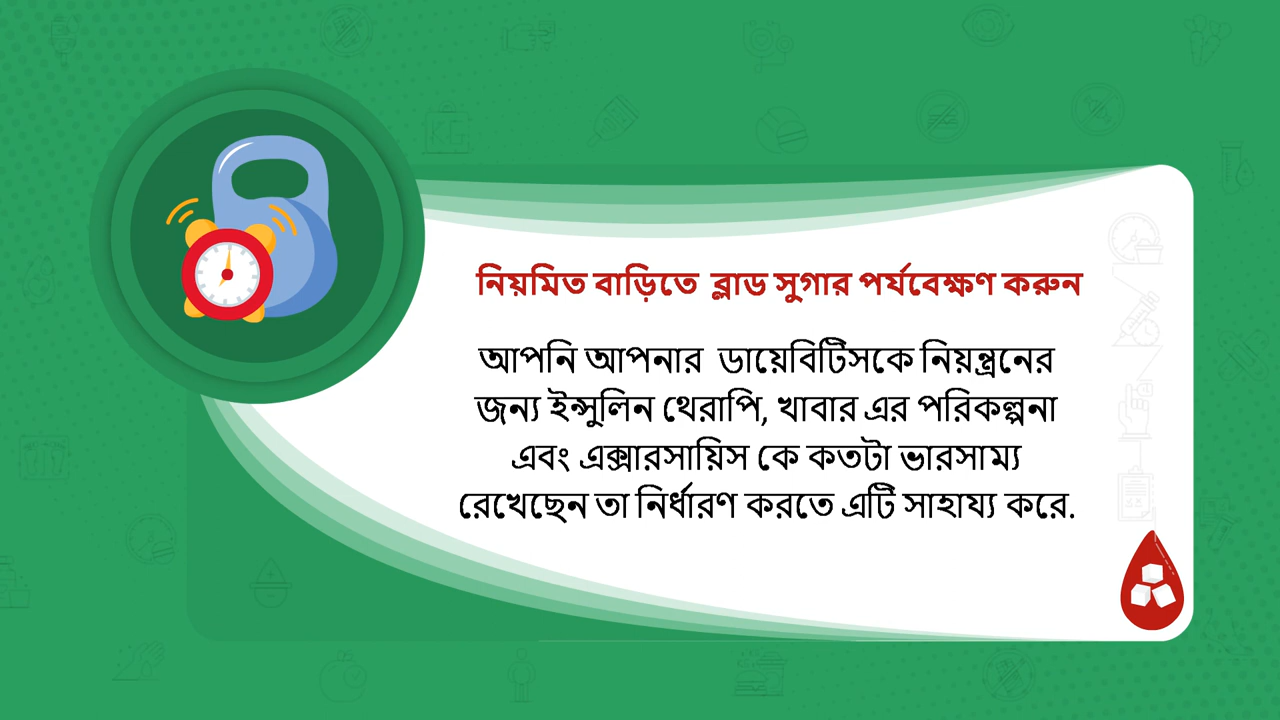 নিয়মিত বাড়িতে ব্লাড সুগার পর্যবেক্ষণ করুন
আপনি আপনার ডায়েবিটিসকে নিয়ন্ত্রনের
জন্য ইন্সুলিন থেরাপি, খাবার এর পরিকল্পনা
এবং এক্সারসায়িস কে কতটা ভারসাম্য
রেখেছেন তা নির্ধারণ করতে এটি সাহায্য করে.